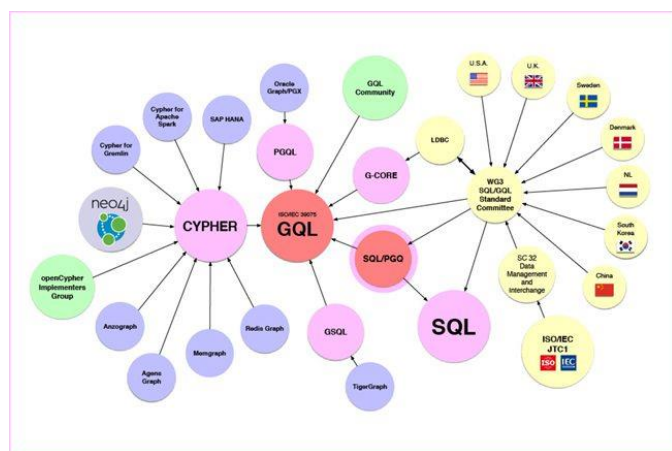 U.S.A.
U.K.
Sweden
Denmark
NL
South
Korea
China
Oracle
Graph/PGX
GQL
Community
Cypher for
Apache
Spark
SAP HANA
Cypher for
Gremlin
PGQL
G-CORE
LDBC
WG3
SQL/GQL
Standard
Committee
neo4j
CYPHER
ISO/IEC 39075
GQL
SQL/PGQ
SC 32
Data
Management
and
Interchange
openCypher
Implementers
Group
Anzograph
Agens
Graph
Memgraph
Redis Graph
GSQL
TigerGraph
SQL
ISO/IEC
JTC1
ISO
IEC